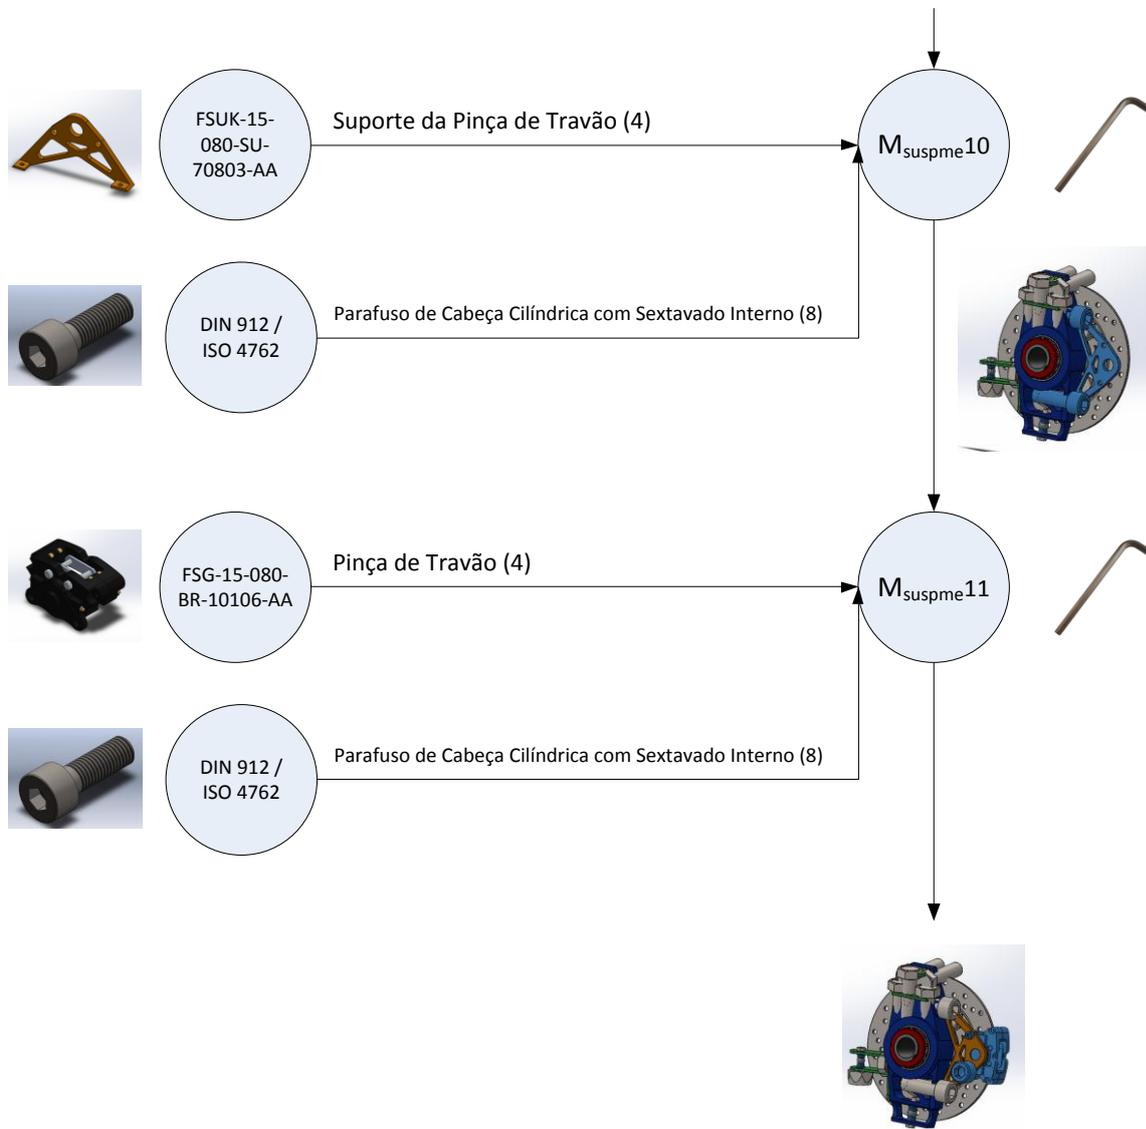 FSUK-15-
080-SU-
70803-AA
Suporte da Pinça de Travão (4)
Msuspme10
DIN 912 /
ISO 4762
Parafuso de Cabeça Cilíndrica com Sextavado Interno (8)
FSG-15-080-
BR-10106-AA
Pinça de Travão (4)
Msuspme11
DIN 912 /
ISO 4762
Parafuso de Cabeça Cilíndrica com Sextavado Interno (8)